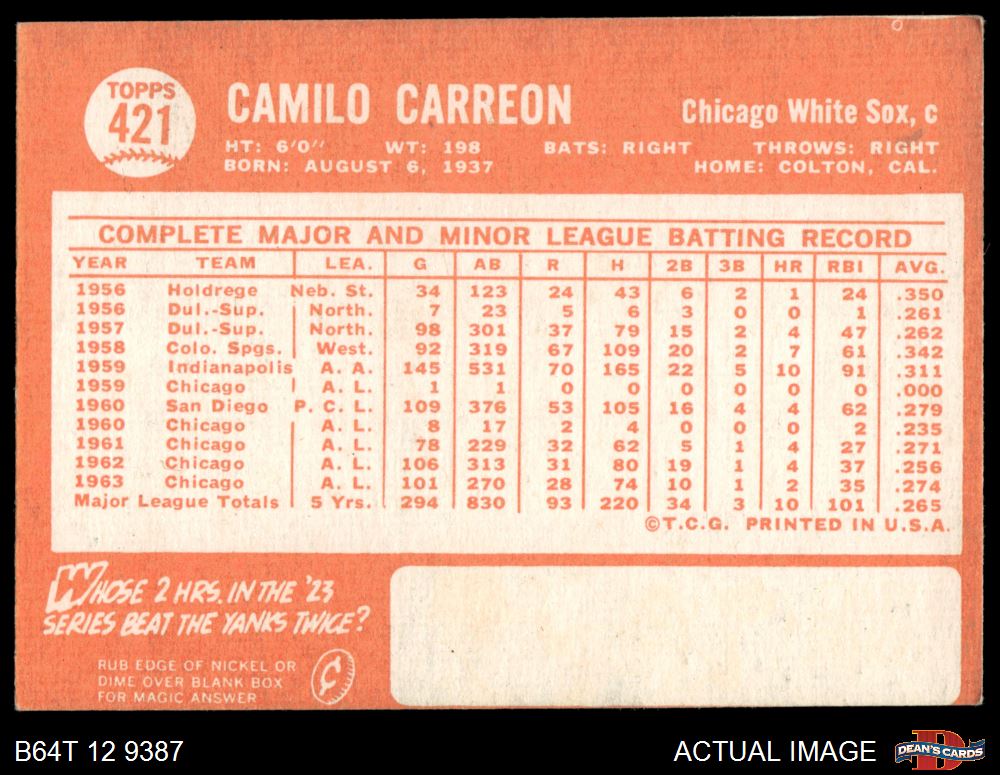 TOPPS
421
CAMILO CARREON
Chicago White Sox, c
HT: 6'0" WT: 198 BATS: RIGHT THROWS: RIGHT
BORN: AUGUST 6, 1937 HOME: COLTON, CAL.
COMPLETE MAJOR AND MINOR LEAGUE BATTING RECORD
YEAR TEAM LEA. G AB R H 2B 3B HR RBI AVG.
1956 Holdrege Neb. St. 34 123 24 43 6 2 1 24 .350
1956 Dul.-Sup. North. 7 23 5 6 3 0 0 1 .261
1957 Dul.-Sup. North. 98 301 37 79 15 2 4 47 .262
1958 Colo. Spgs. West. 92 319 67 109 20 2 7 61 .342
1959 Indianapolis A. A. 145 531 70 165 22 5 10 91 .311
1959 Chicago A. L. 1 1 0 0 0 0 0 0 .000
1960 San Diego P. C. L. 109 376 53 105 16 4 4 62 .279
1960 Chicago A. L. 8 17 2 4 0 0 0 2 .235
1961 Chicago A. L. 78 229 32 62 5 1 4 27 .271
1962 Chicago A. L. 106 313 31 80 19 1 4 37 .256
1963 Chicago A. L. 101 270 28 74 10 1 2 35 .274
Major League Totals 5 Yrs. 294 830 93 220 34 3 10 101 .265
©T.C.G. PRINTED IN U.S.A.
WHOSE 2 HRS. IN THE '23
SERIES BEAT THE YANKS TWICE?
RUB EDGE OF NICKEL OR
DIME OVER BLANK BOX
FOR MAGIC ANSWER
¢
B64T 12 9387
ACTUAL IMAGE
DEAN'S CARDS